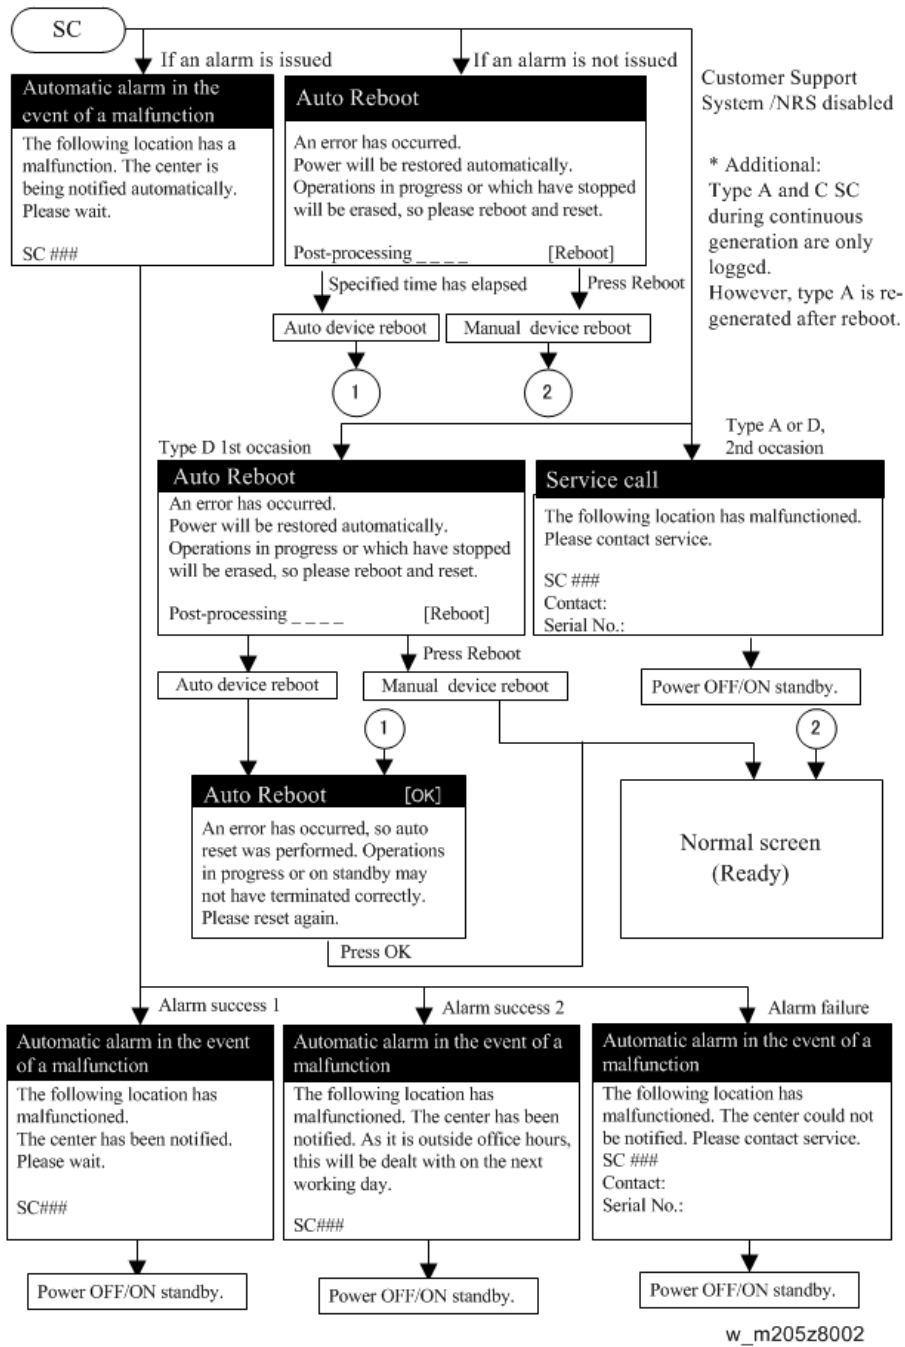 SC
If an alarm is issued
If an alarm is not issued
Automatic alarm in the
event of a malfunction
The following location has a
malfunction. The center is
being notified automatically.
Please wait.
SC ###
Auto Reboot
An error has occurred.
Power will be restored automatically.
Operations in progress or which have stopped
will be erased, so please reboot and reset.
Post-processing _ _ _ _ [Reboot]
Customer Support
System /NRS disabled
* Additional:
Type A and C SC
during continuous
generation are only
logged.
However, type A is re-
generated after reboot.
Specified time has elapsed
Press Reboot
Auto device reboot
Manual device reboot
1
2
Type D 1st occasion
Type A or D,
2nd occasion
Auto Reboot
An error has occurred.
Power will be restored automatically.
Operations in progress or which have stopped
will be erased, so please reboot and reset.
Post-processing _ _ _ _ [Reboot]
Service call
The following location has malfunctioned.
Please contact service.
SC ###
Contact:
Serial No.:
Press Reboot
Auto device reboot
Manual device reboot
Power OFF/ON standby.
1
2
Auto Reboot [OK]
An error has occurred, so auto
reset was performed. Operations
in progress or on standby may
not have terminated correctly.
Please reset again.
Normal screen
(Ready)
Press OK
Alarm success 1
Alarm success 2
Alarm failure
Automatic alarm in the event
of a malfunction
The following location has
malfunctioned.
The center has been notified.
Please wait.
SC###
Automatic alarm in the event of a
malfunction
The following location has
malfunctioned. The center has been
notified. As it is outside office hours,
this will be dealt with on the next
working day.
SC###
Automatic alarm in the event of a
malfunction
The following location has
malfunctioned. The center could not
be notified. Please contact service.
SC ###
Contact:
Serial No.:
Power OFF/ON standby.
Power OFF/ON standby.
Power OFF/ON standby.
w_m205z8002